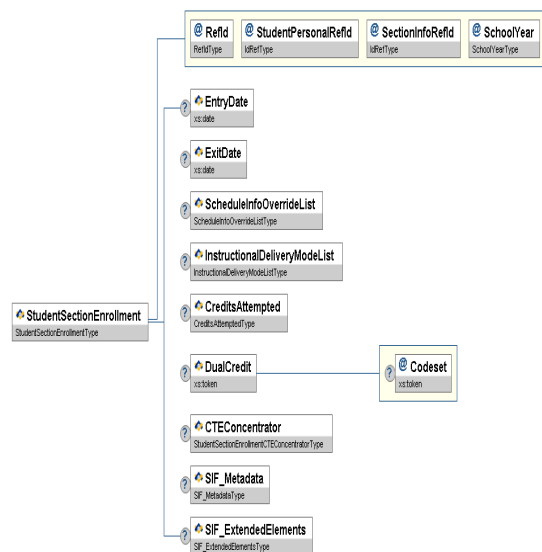 @ RefId
RefIdType
@ StudentPersonalRefId
IdRefType
@ SectionInfoRefId
IdRefType
@ SchoolYear
SchoolYearType
? EntryDate
xs:date
? ExitDate
xs:date
? ScheduleInfoOverrideList
ScheduleInfoOverrideListType
? InstructionalDeliveryModeList
InstructionalDeliveryModeListType
StudentSectionEnrollment
StudentSectionEnrollmentType
? CreditsAttempted
CreditsAttemptedType
? DualCredit
xs:token
? @ Codeset
xs:token
? CTEConcentrator
StudentSectionEnrollmentCTEConcentratorType
? SIF_Metadata
SIF_MetadataType
? SIF_ExtendedElements
SIF_ExtendedElementsType